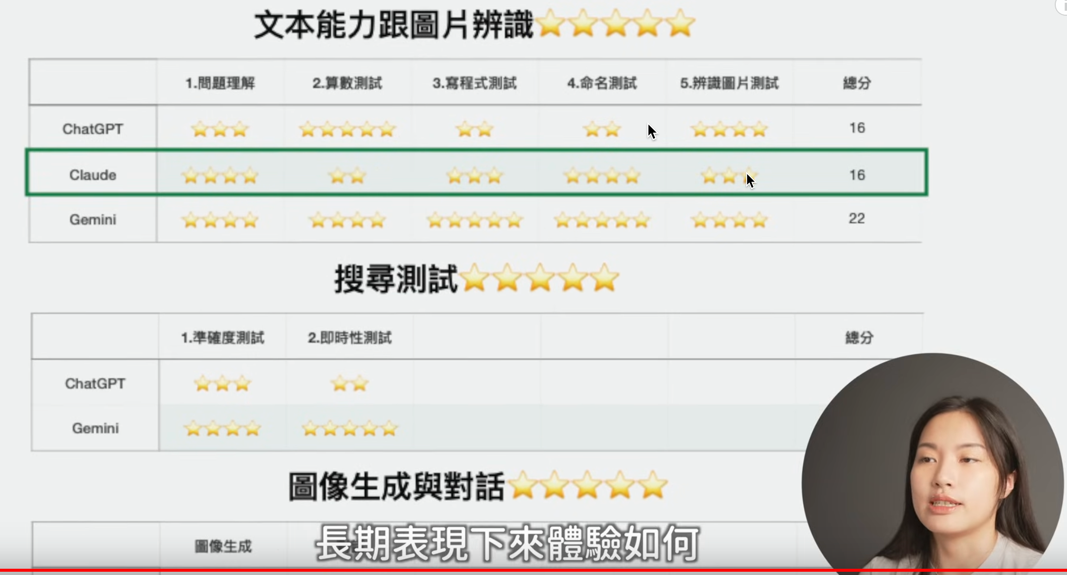 文本能力跟圖片辨識⭐⭐⭐⭐⭐
1.問題理解 2.算數測試 3.寫程式測試 4.命名測試 5.辨識圖片測試 總分
ChatGPT ⭐⭐⭐ ⭐⭐⭐⭐⭐ ⭐⭐ ⭐⭐ ⭐⭐⭐⭐ 16
Claude ⭐⭐⭐⭐ ⭐⭐ ⭐⭐⭐ ⭐⭐⭐⭐ ⭐⭐⭐ 16
Gemini ⭐⭐⭐⭐ ⭐⭐⭐⭐ ⭐⭐⭐⭐⭐ ⭐⭐⭐⭐⭐ ⭐⭐⭐⭐ 22
搜尋測試⭐⭐⭐⭐⭐
1.準確度測試 2.即時性測試 總分
ChatGPT ⭐⭐⭐ ⭐⭐
Gemini ⭐⭐⭐⭐ ⭐⭐⭐⭐⭐
圖像生成與對話⭐⭐⭐⭐⭐
圖像生成
長期表現下來體驗如何